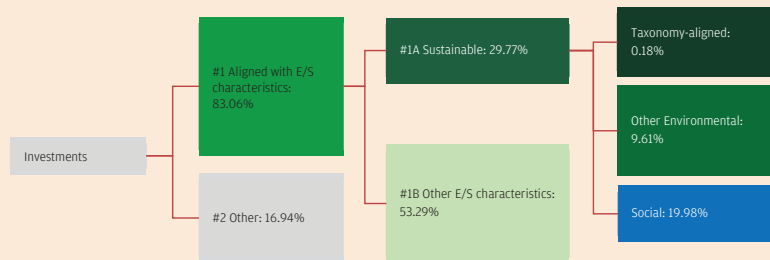 Investments
#1 Aligned with E/S
characteristics:
83.06%
#2 Other: 16.94%
#1A Sustainable: 29.77%
#1B Other E/S characteristics:
53.29%
Taxonomy-aligned:
0.18%
Other Environmental:
9.61%
Social: 19.98%